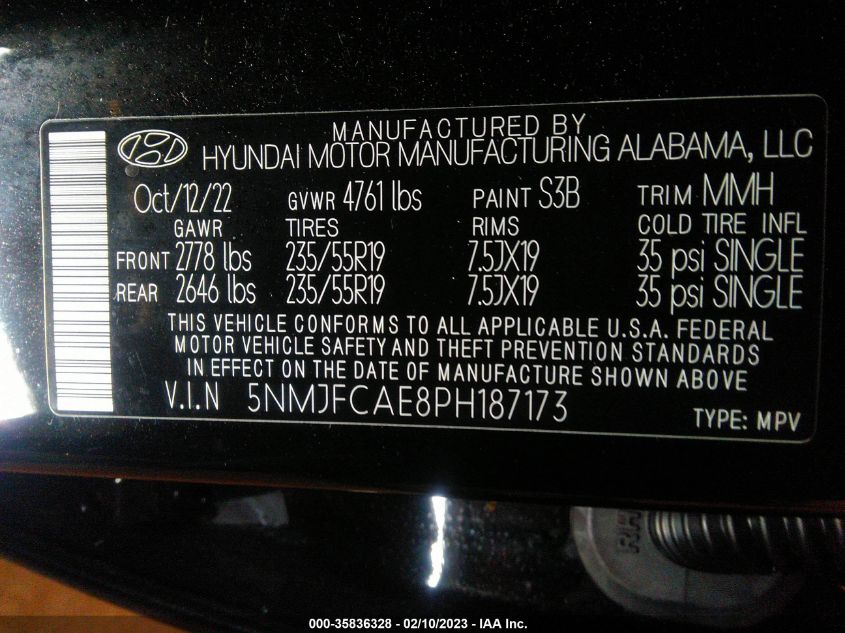 MANUFACTURED BY
HYUNDAI MOTOR MANUFACTURING ALABAMA, LLC
Oct/12/22 GVWR 4761 lbs PAINT S3B TRIM MMH
GAWR TIRES RIMS COLD TIRE INFL
FRONT 2778 lbs 235/55R19 7.5JX19 35 psi SINGLE
REAR 2646 lbs 235/55R19 7.5JX19 35 psi SINGLE
THIS VEHICLE CONFORMS TO ALL APPLICABLE U.S.A. FEDERAL
MOTOR VEHICLE SAFETY AND THEFT PREVENTION STANDARDS
IN EFFECT ON THE DATE OF MANUFACTURE SHOWN ABOVE
V.I.N 5NMJFCAE8PH187173 TYPE: MPV
RH
000-35836328 - 02/10/2023 - IAA Inc.